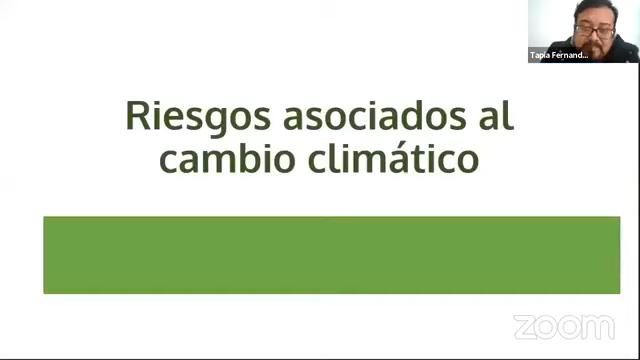 Tapia Fernand...
Riesgos asociados al
cambio climático
zoom